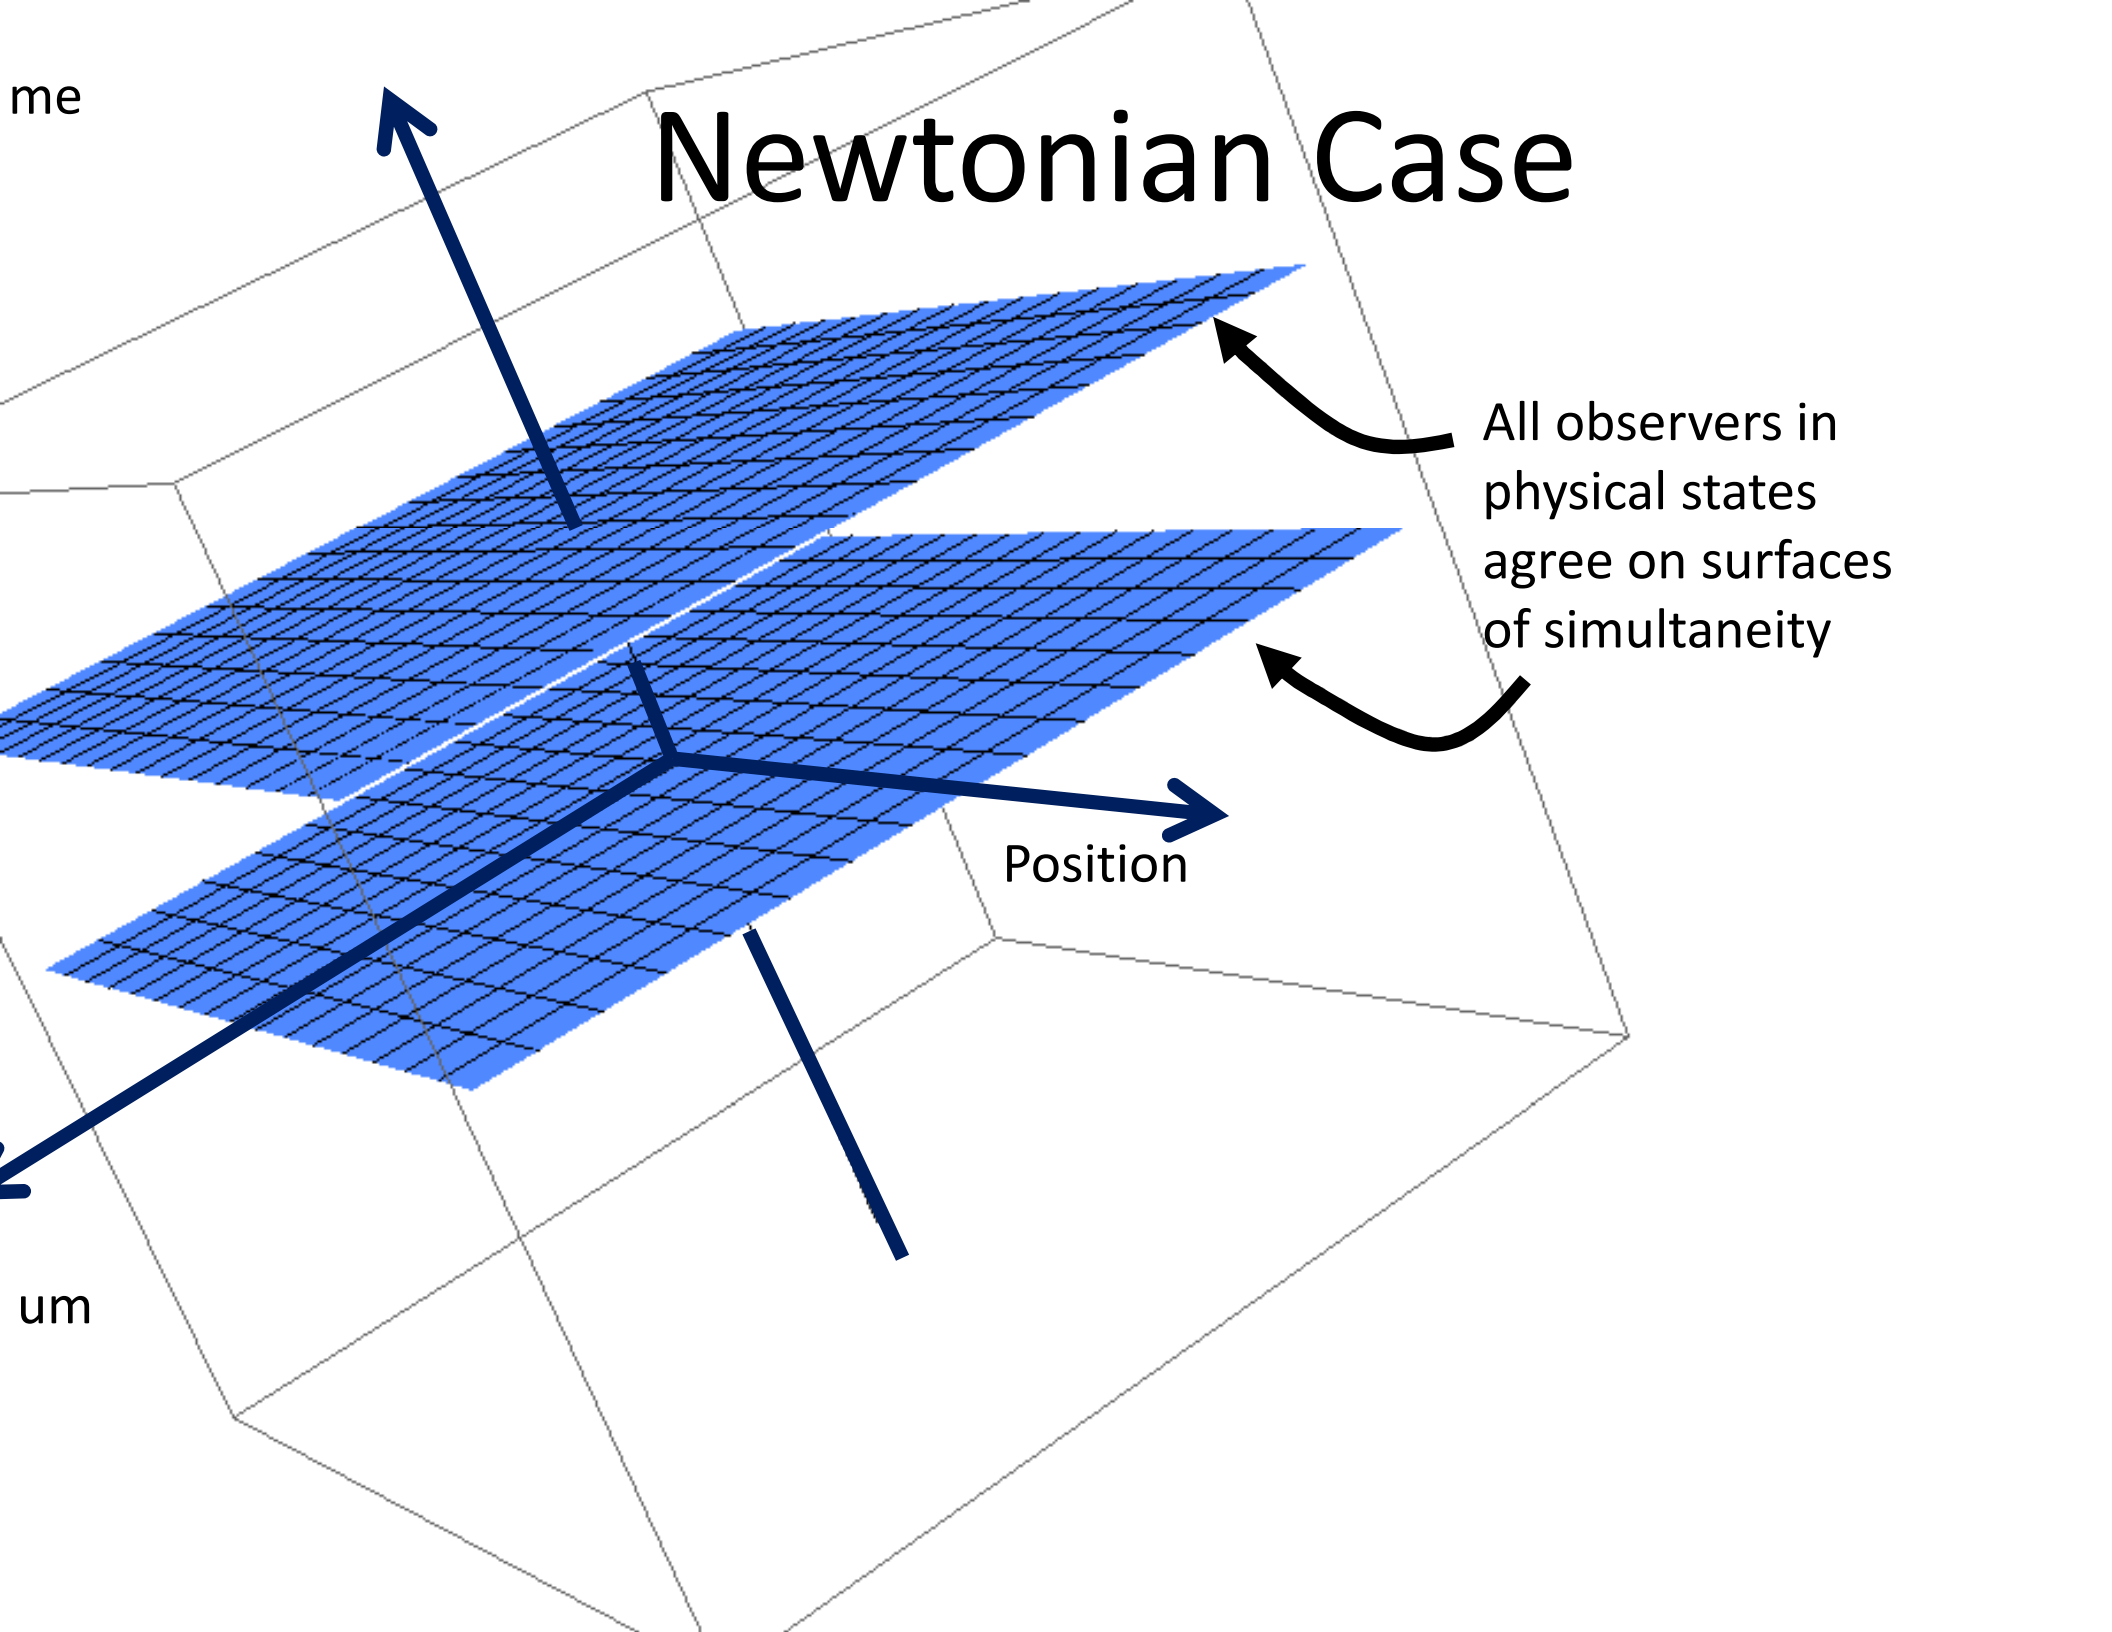 me
Newtonian Case
All observers in
physical states
agree on surfaces
of simultaneity
Position
um